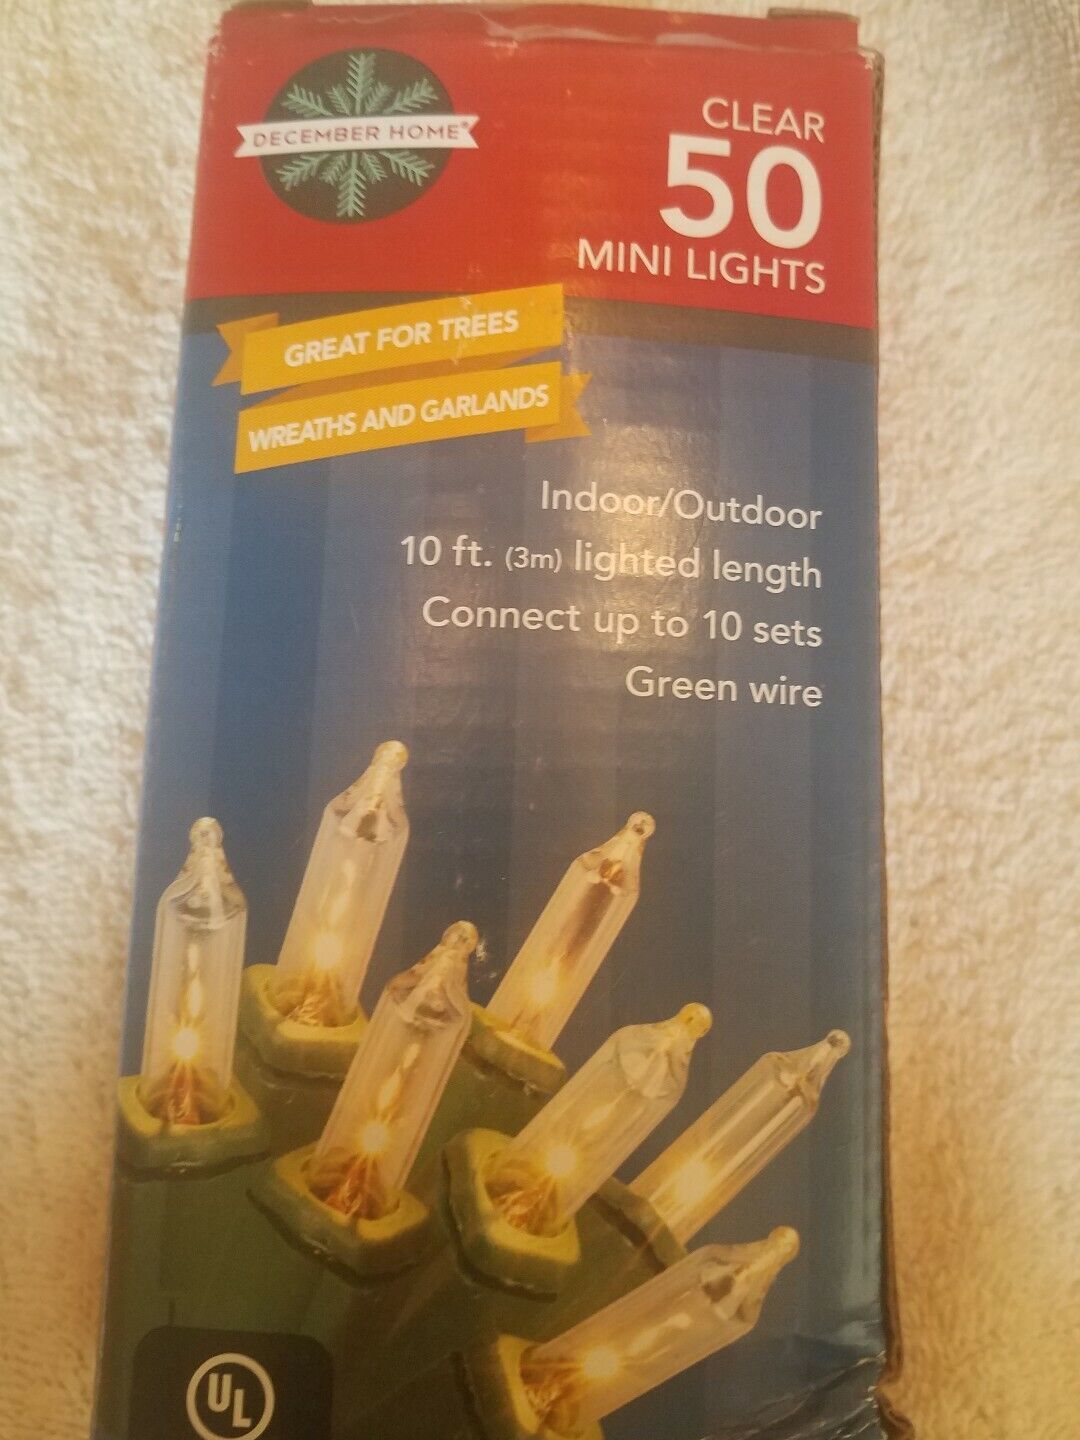 DECEMBER HOME®
CLEAR
50
MINI LIGHTS
GREAT FOR TREES
WREATHS AND GARLANDS
Indoor/Outdoor
10 ft. (3m) lighted length
Connect up to 10 sets
Green wire
UL